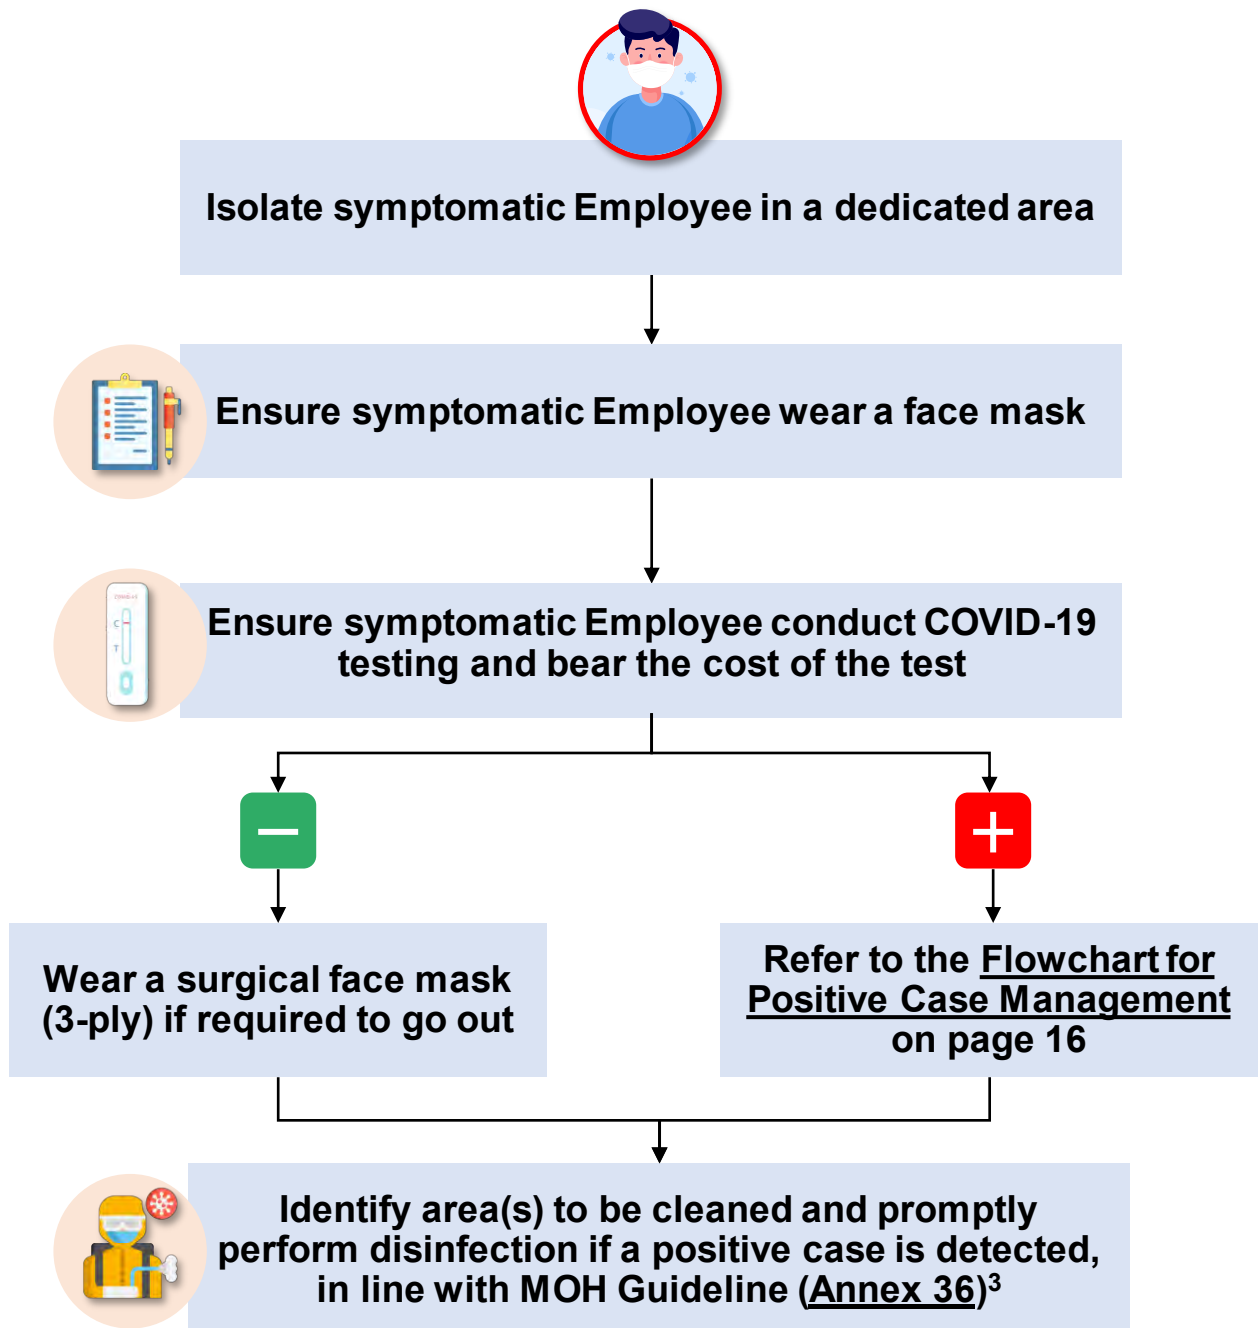 Isolate symptomatic Employee in a dedicated area
Ensure symptomatic Employee wear a face mask
C
T
Ensure symptomatic Employee conduct COVID-19
testing and bear the cost of the test
Wear a surgical face mask
(3-ply) if required to go out
Refer to the Flowchart for
Positive Case Management
on page 16
Identify area(s) to be cleaned and promptly
perform disinfection if a positive case is detected,
in line with MOH Guideline (Annex 36)³